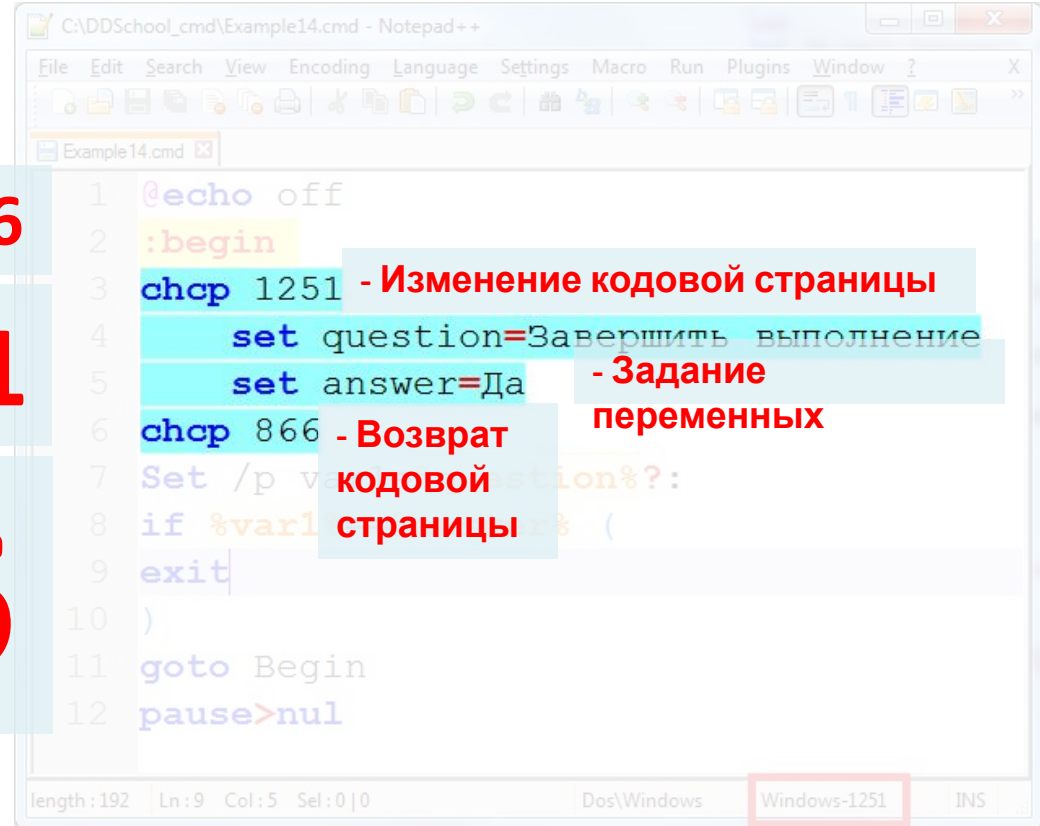 C:\DDSchool_cmd\Example14.cmd - Notepad++
File Edit Search View Encoding Language Settings Macro Run Plugins Window ? X
Example14.cmd
6
1
1 @echo off
2 :begin
3 chcp 1251 - Изменение кодовой страницы
4 set question=Завершить выполнение
5 set answer=Да
- Задание
переменных
6 chcp 866
- Возврат
кодовой
страницы
7 Set /p %?:
8 if % (
9 exit
10 )
11 goto Begin
12 pause>nul
length : 192 Ln : 9 Col : 5 Sel : 0 | 0 Dos\Windows Windows-1251 INS